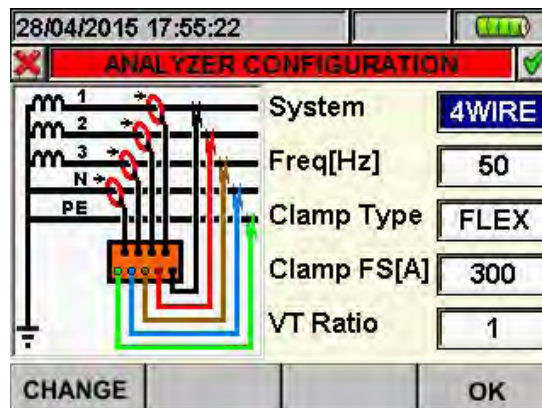 28/04/2015 17:55:22
ANALYZER CONFIGURATION
1
2
3
N
PE
System 4WIRE
Freq[Hz] 50
Clamp Type FLEX
Clamp FS[A] 300
VT Ratio 1
CHANGE OK